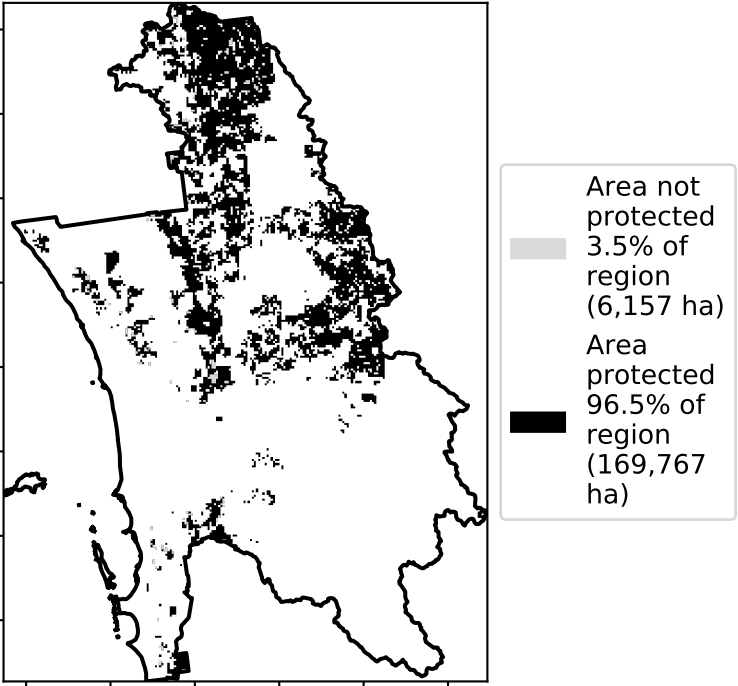 Area not
protected
3.5% of
region
(6,157 ha)
Area
protected
96.5% of
region
(169,767
ha)